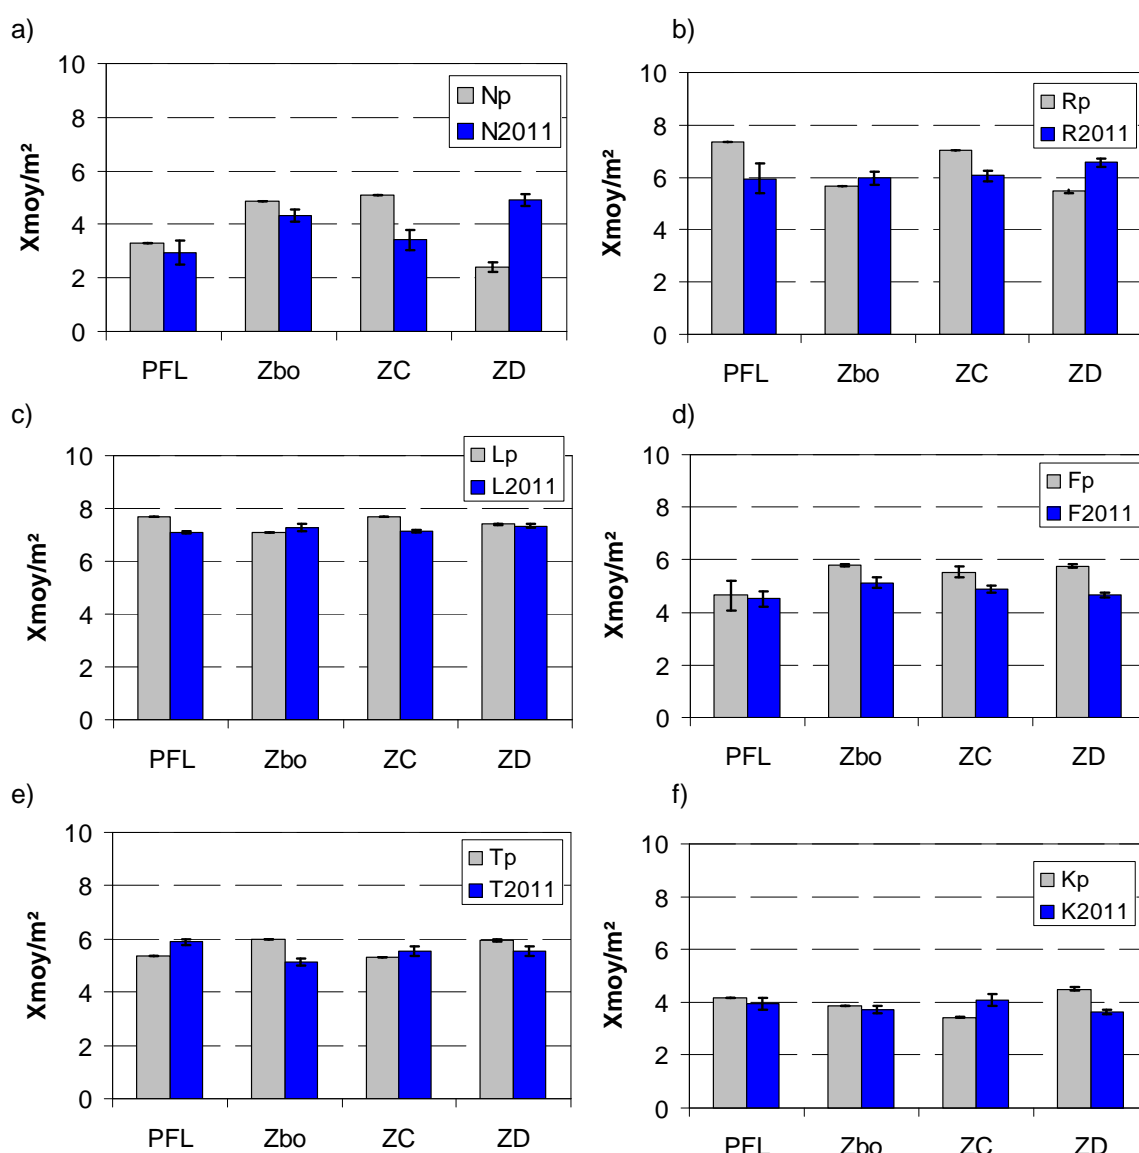 a)
Xmoy/m²
10
8
6
4
2
0
Np
N2011
PFL Zbo ZC ZD
b)
Xmoy/m²
10
8
6
4
2
0
Rp
R2011
PFL Zbo ZC ZD
c)
Xmoy/m²
10
8
6
4
2
0
Lp
L2011
PFL Zbo ZC ZD
d)
Xmoy/m²
10
8
6
4
2
0
Fp
F2011
PFL Zbo ZC ZD
e)
Xmoy/m²
10
8
6
4
2
0
Tp
T2011
PFL Zbo ZC ZD
f)
Xmoy/m²
10
8
6
4
2
0
Kp
K2011
PFL Zbo ZC ZD